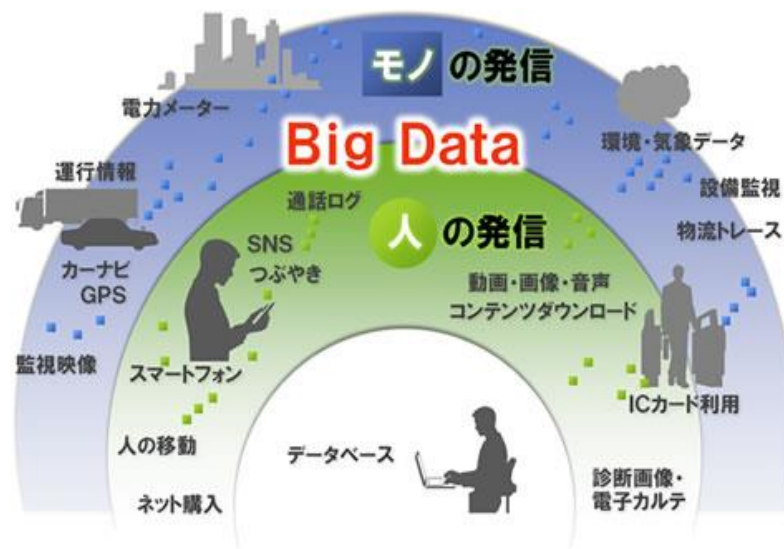 モノの発信
電力メーター
Big Data
環境・気象データ
運行情報
設備監視
通話ログ
人の発信
物流トレース
SNS
つぶやき
カーナビ
GPS
動画・画像・音声
コンテンツダウンロード
監視映像
スマートフォン
ICカード利用
人の移動
データベース
診断画像・
電子カルテ
ネット購入